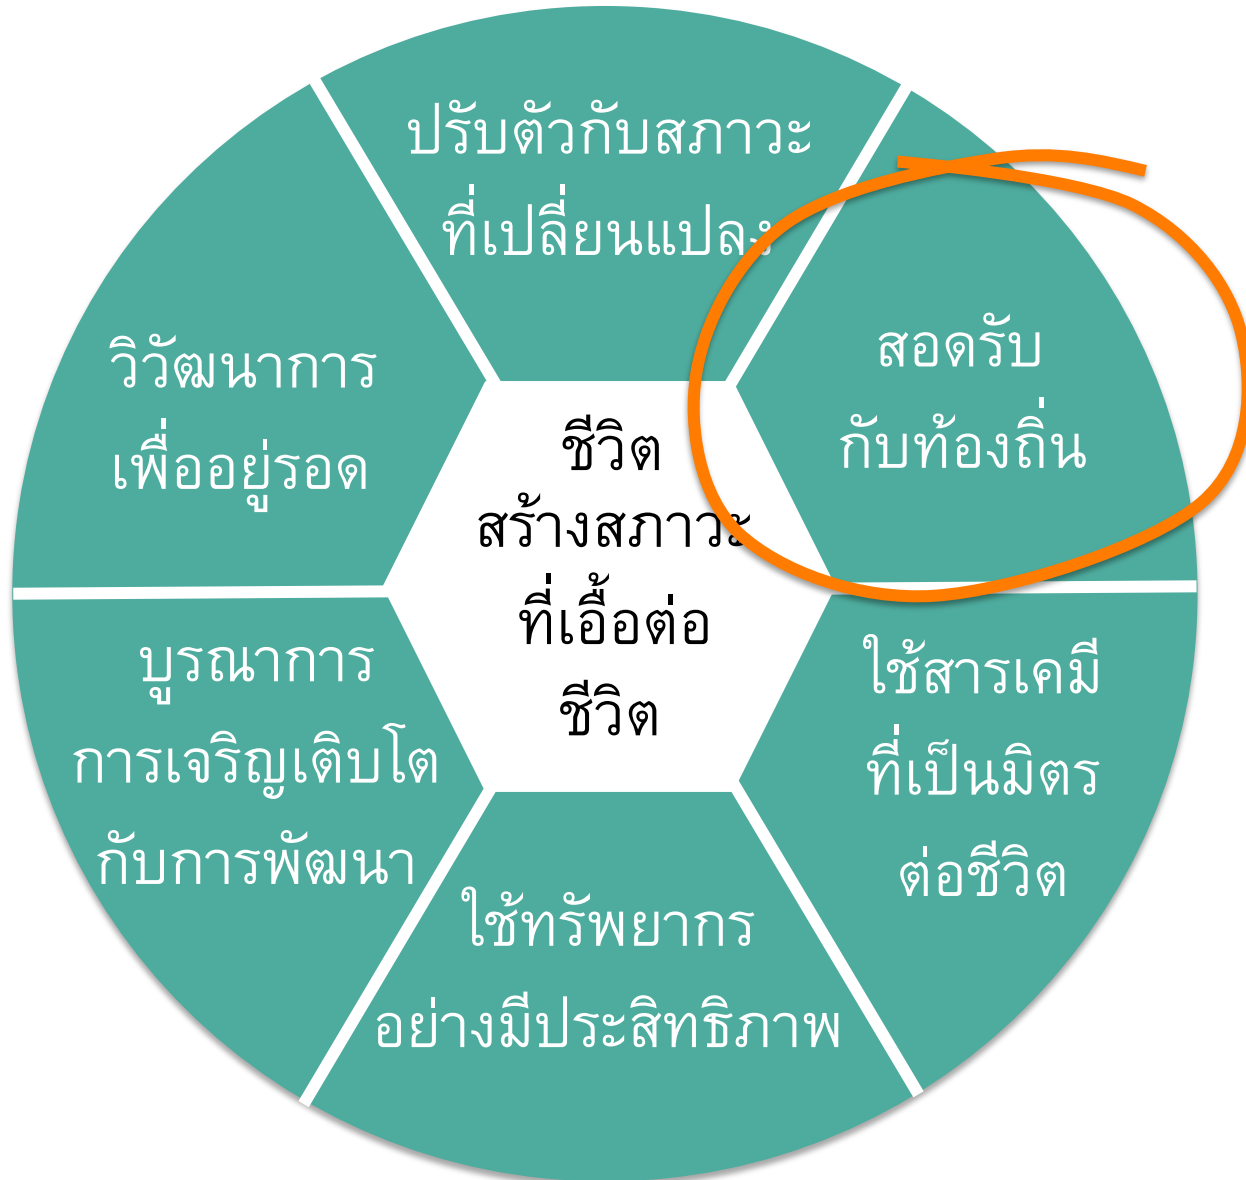 ปรับตัวกับสภาวะ
ที่เปลี่ยนแปลง
สอดรับ
กับท้องถิ่น
ใช้สารเคมี
ที่เป็นมิตร
ต่อชีวิต
ใช้ทรัพยากร
อย่างมีประสิทธิภาพ
บูรณาการ
การเจริญเติบโต
กับการพัฒนา
วิวัฒนาการ
เพื่ออยู่รอด
ชีวิต
สร้างสภาวะ
ที่เอื้อต่อ
ชีวิต